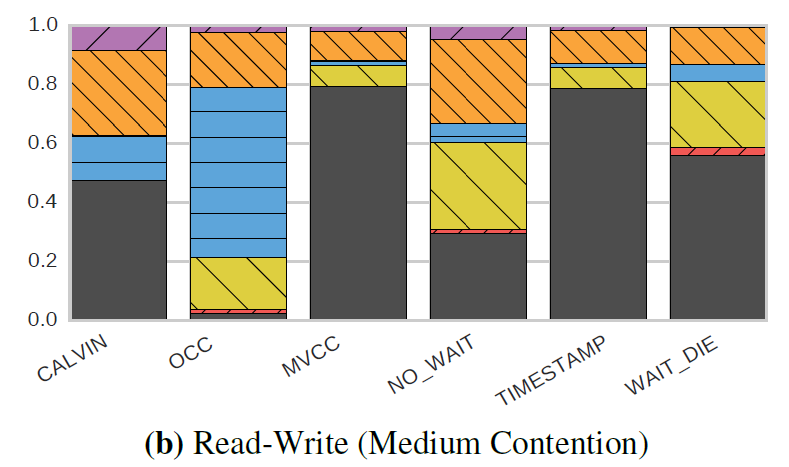 1.0
0.8
0.6
0.4
0.2
0.0
CALVIN
OCC
MVCC
NO_WAIT
TIMESTAMP
WAIT_DIE
(b) Read-Write (Medium Contention)